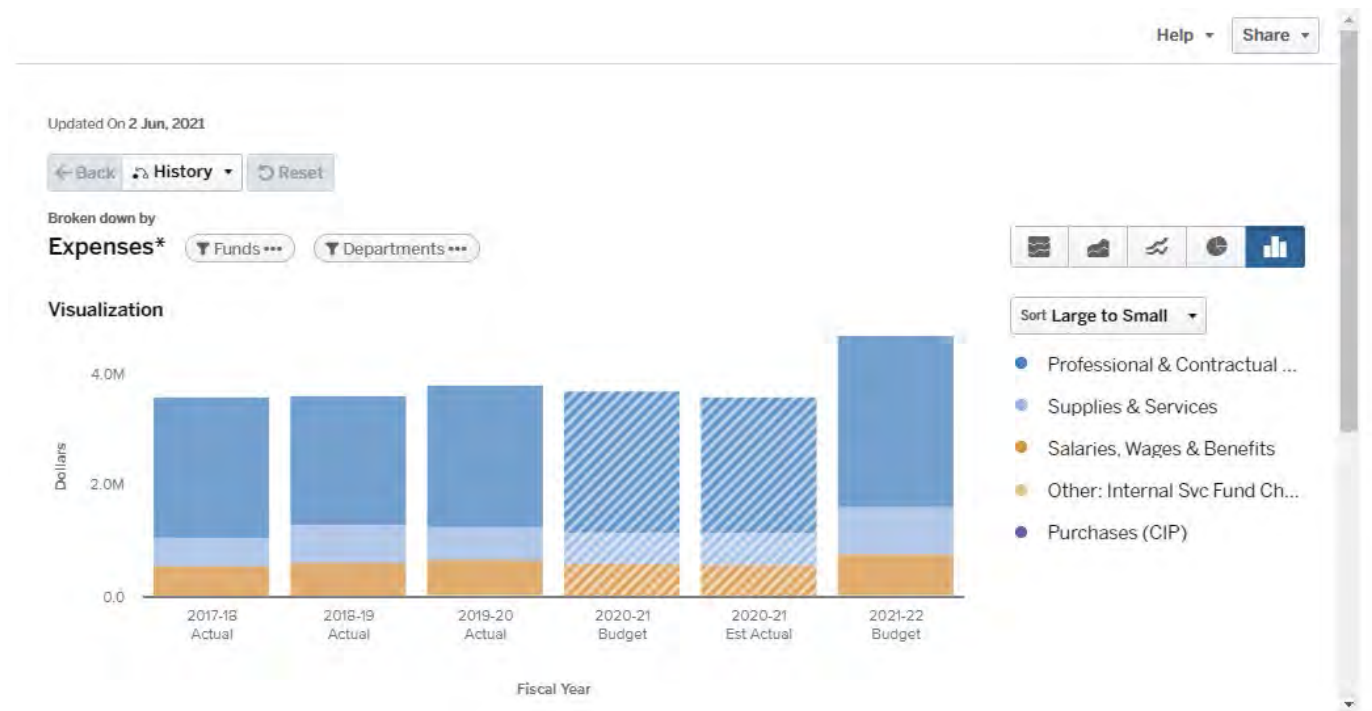 Help
Share
Updated On 2 Jun, 2021
Back
History
Reset
Broken down by
Expenses*
Funds •••
Departments •••
Visualization
Sort Large to Small
Professional & Contractual ...
Supplies & Services
Salaries, Wages & Benefits
Other: Internal Svc Fund Ch...
Purchases (CIP)
Dollars
4.0M
2.0M
0.0
2017-18
Actual
2018-19
Actual
2019-20
Actual
2020-21
Budget
2020-21
Est Actual
2021-22
Budget
Fiscal Year